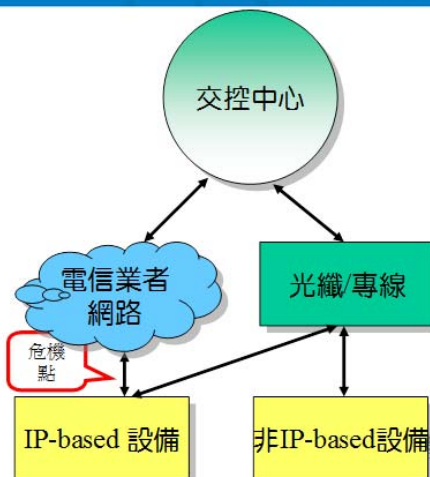 交控中心
電信業者
網路
光纖/專線
危機
點
IP-based 設備
非IP-based設備